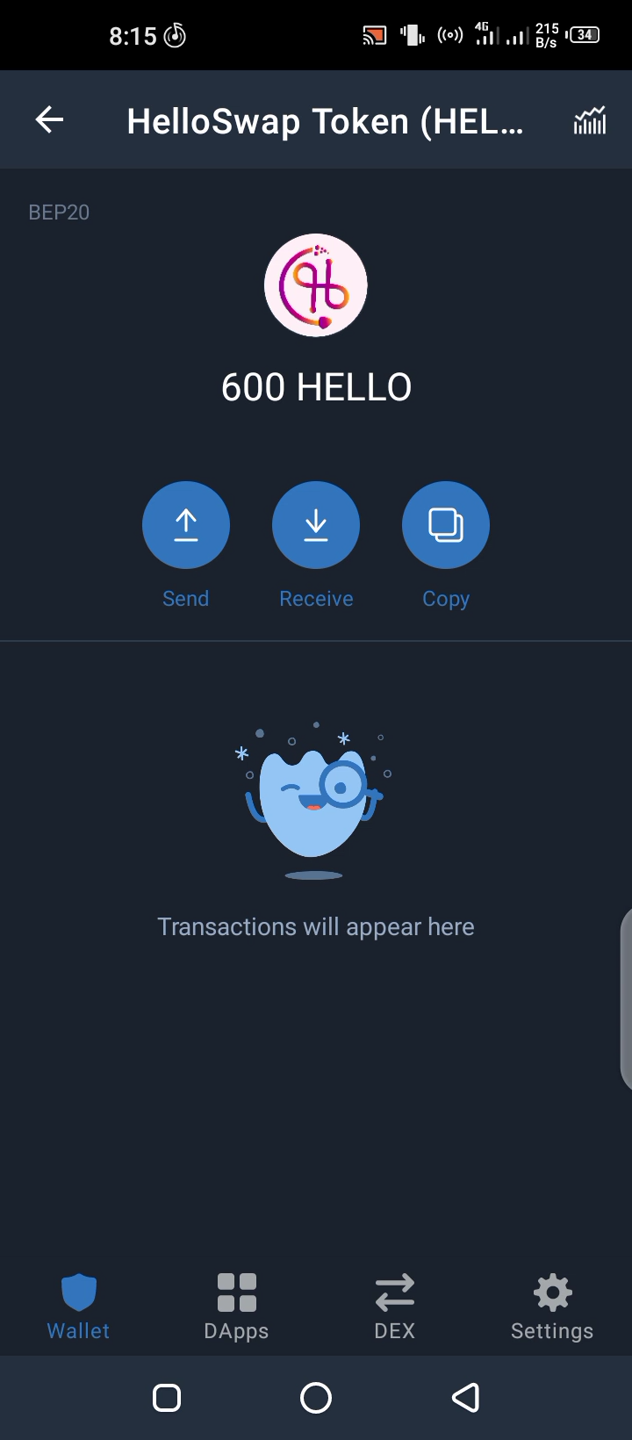 8:15
4G
215
B/s
34
HelloSwap Token (HEL...
BEP20
600 HELLO
Send
Receive
Copy
Transactions will appear here
Wallet
DApps
DEX
Settings